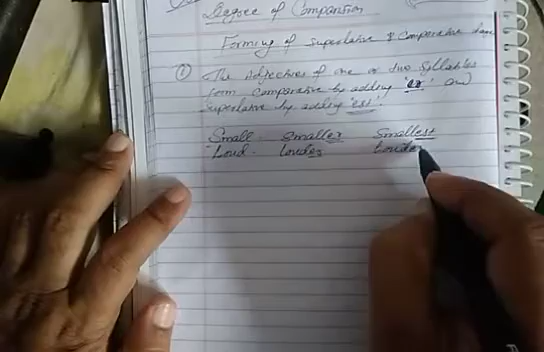 Degree of Comparison
Forming of Superlative & Comparative
① The Adjectives of one or two Syllables
form Comparative by adding 'er' and
Superlative by adding 'est'.
Small - Smaller Smallest
Loud - Louder Loude